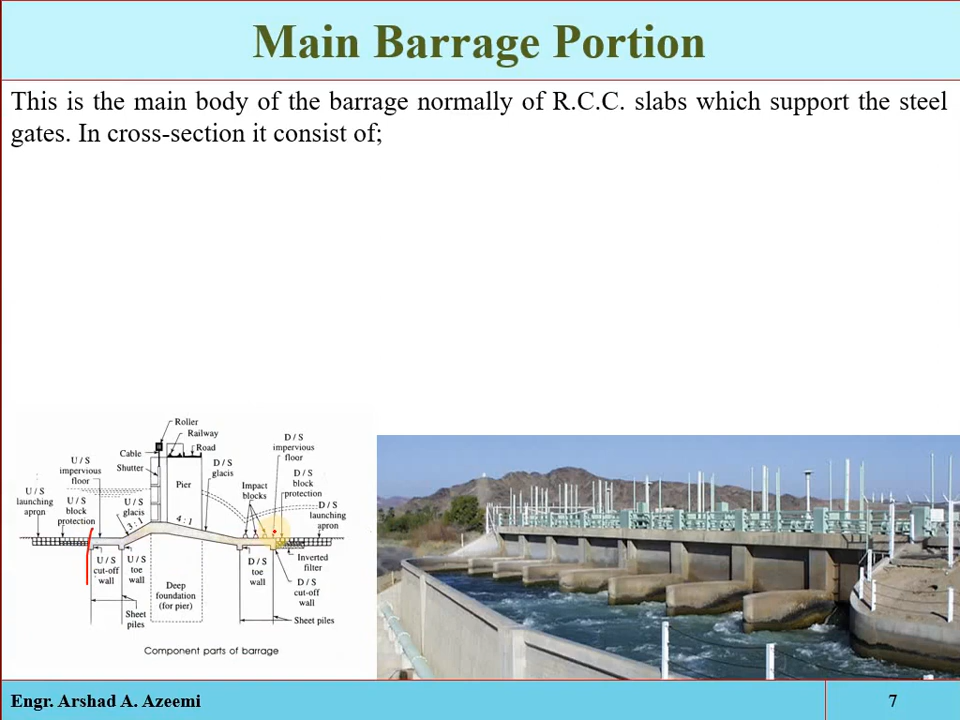 Main Barrage Portion
This is the main body of the barrage normally of R.C.C. slabs which support the steel
gates. In cross-section it consist of;
Roller
Railway
Road
Cable
Shutter
Pier
D / S
glacis
D / S
impervious
floor
U / S
impervious
floor
U / S
launching
apron
U / S
block
protection
U / S
glacis
3 : 1
4 : 1
Impact
blocks
D / S
block
protection
D / S
launching
apron
U / S
cut-off
wall
U / S
toe
wall
Deep
foundation
(for pier)
D / S
toe
wall
Inverted
filter
D / S
cut-off
wall
Sheet
piles
Sheet piles
Component parts of barrage
Engr. Arshad A. Azeemi
7